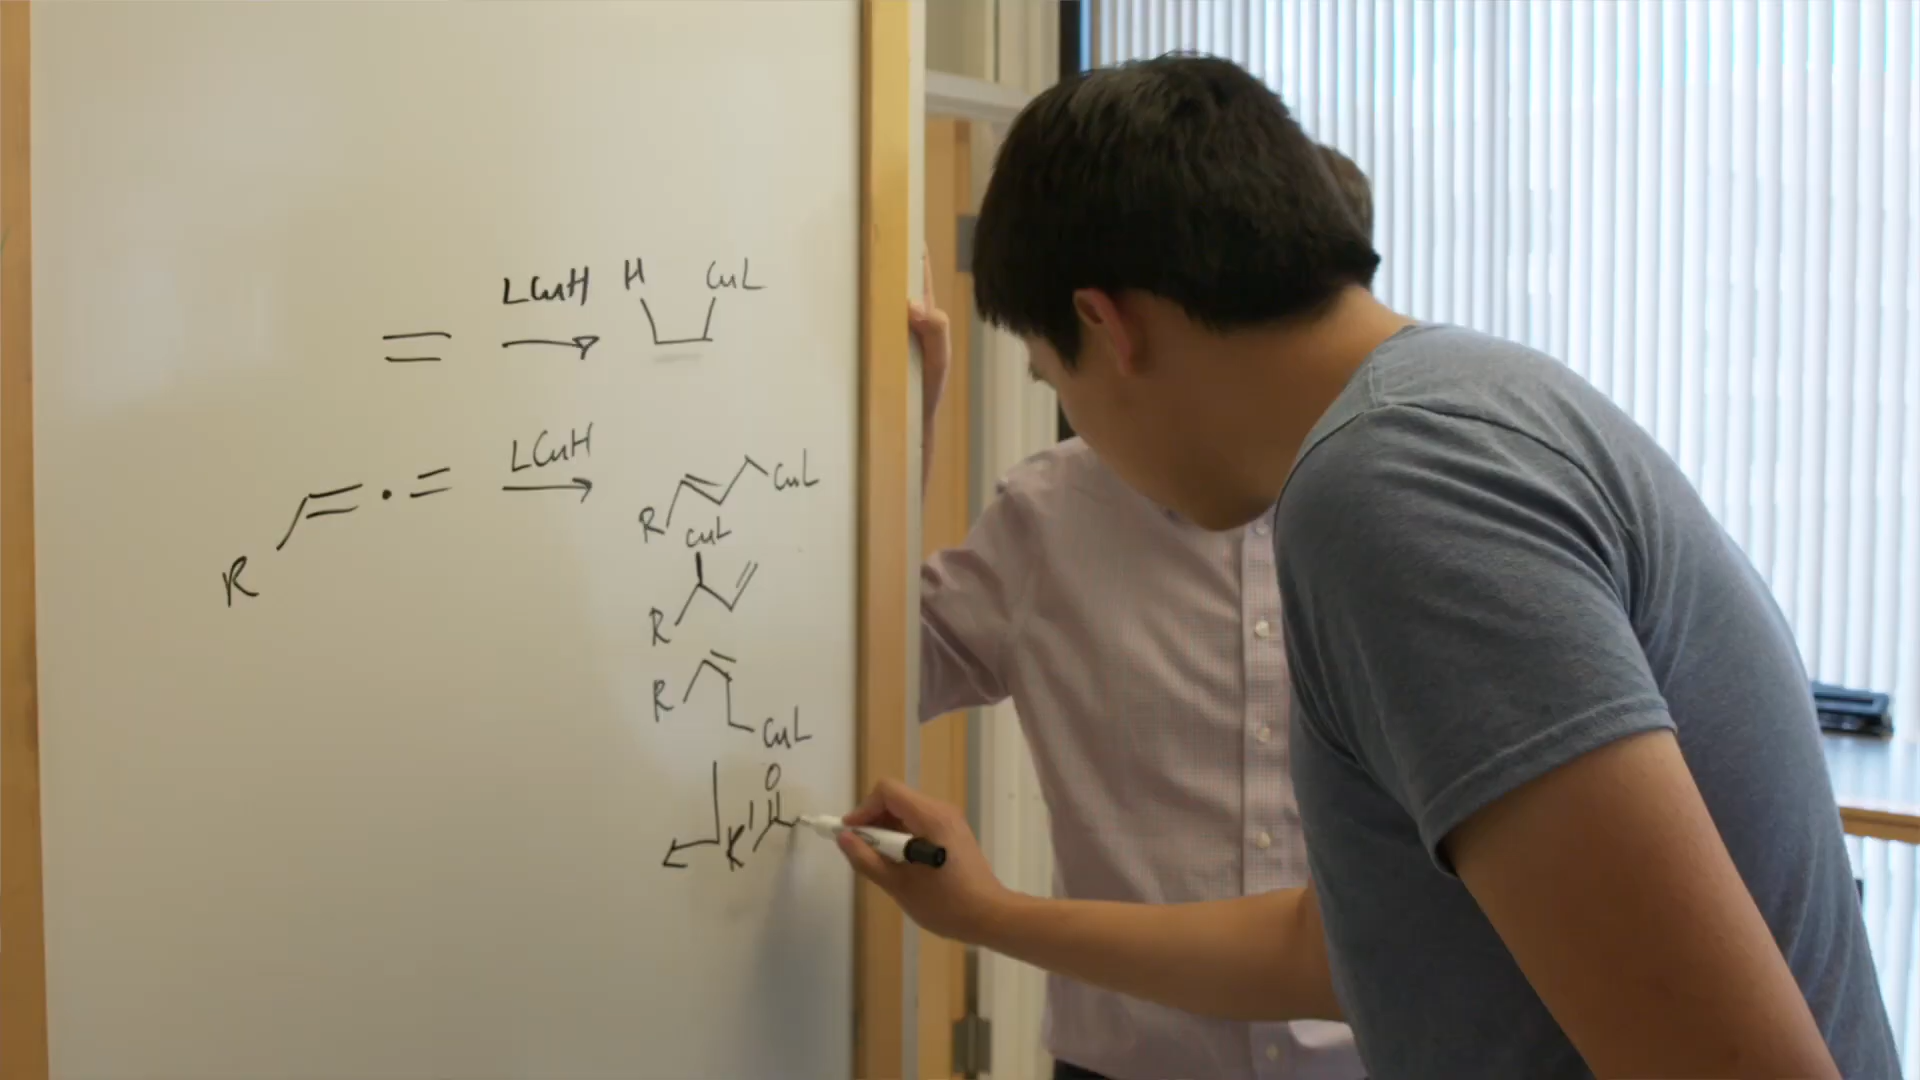 LCuH H CuL
LCuH
R
R CuL
CuL
R
R
CuL
O
R'